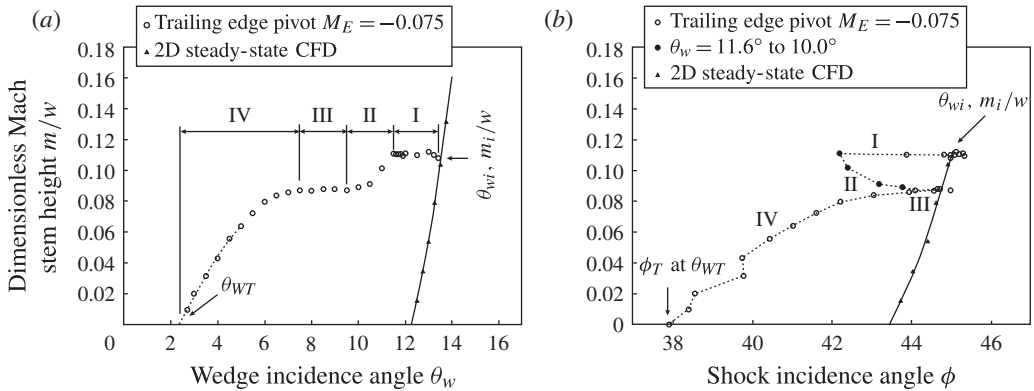 (a)
Trailing edge pivot M_E = −0.075
2D steady-state CFD
0.18
0.16
0.14
0.12
0.10
0.08
0.06
0.04
0.02
0
2
4
6
8
10
12
14
16
Dimensionless Mach
stem height m/w
Wedge incidence angle θ_w
IV
III
II
I
θ_wi, m_i/w
θ_WT
(b)
Trailing edge pivot M_E = −0.075
θ_w = 11.6° to 10.0°
2D steady-state CFD
0.18
0.16
0.14
0.12
0.10
0.08
0.06
0.04
0.02
0
38
40
42
44
46
Shock incidence angle ϕ
θ_wi, m_i/w
I
II
III
IV
ϕ_T at θ_WT